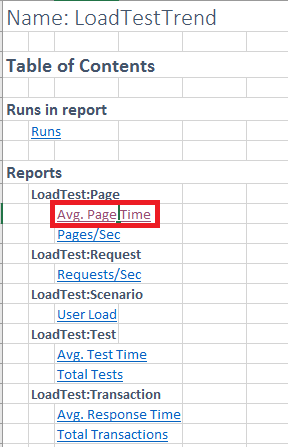 Name: LoadTestTrend
Table of Contents
Runs in report
Runs
Reports
LoadTest:Page
Avg. Page Time
Pages/Sec
LoadTest:Request
Requests/Sec
LoadTest:Scenario
User Load
LoadTest:Test
Avg. Test Time
Total Tests
LoadTest:Transaction
Avg. Response Time
Total Transactions